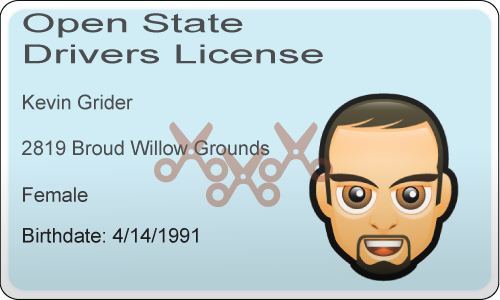 Open State
Drivers License
Kevin Grider
2819 Broud Willow Grounds
Female
Birthdate: 4/14/1991